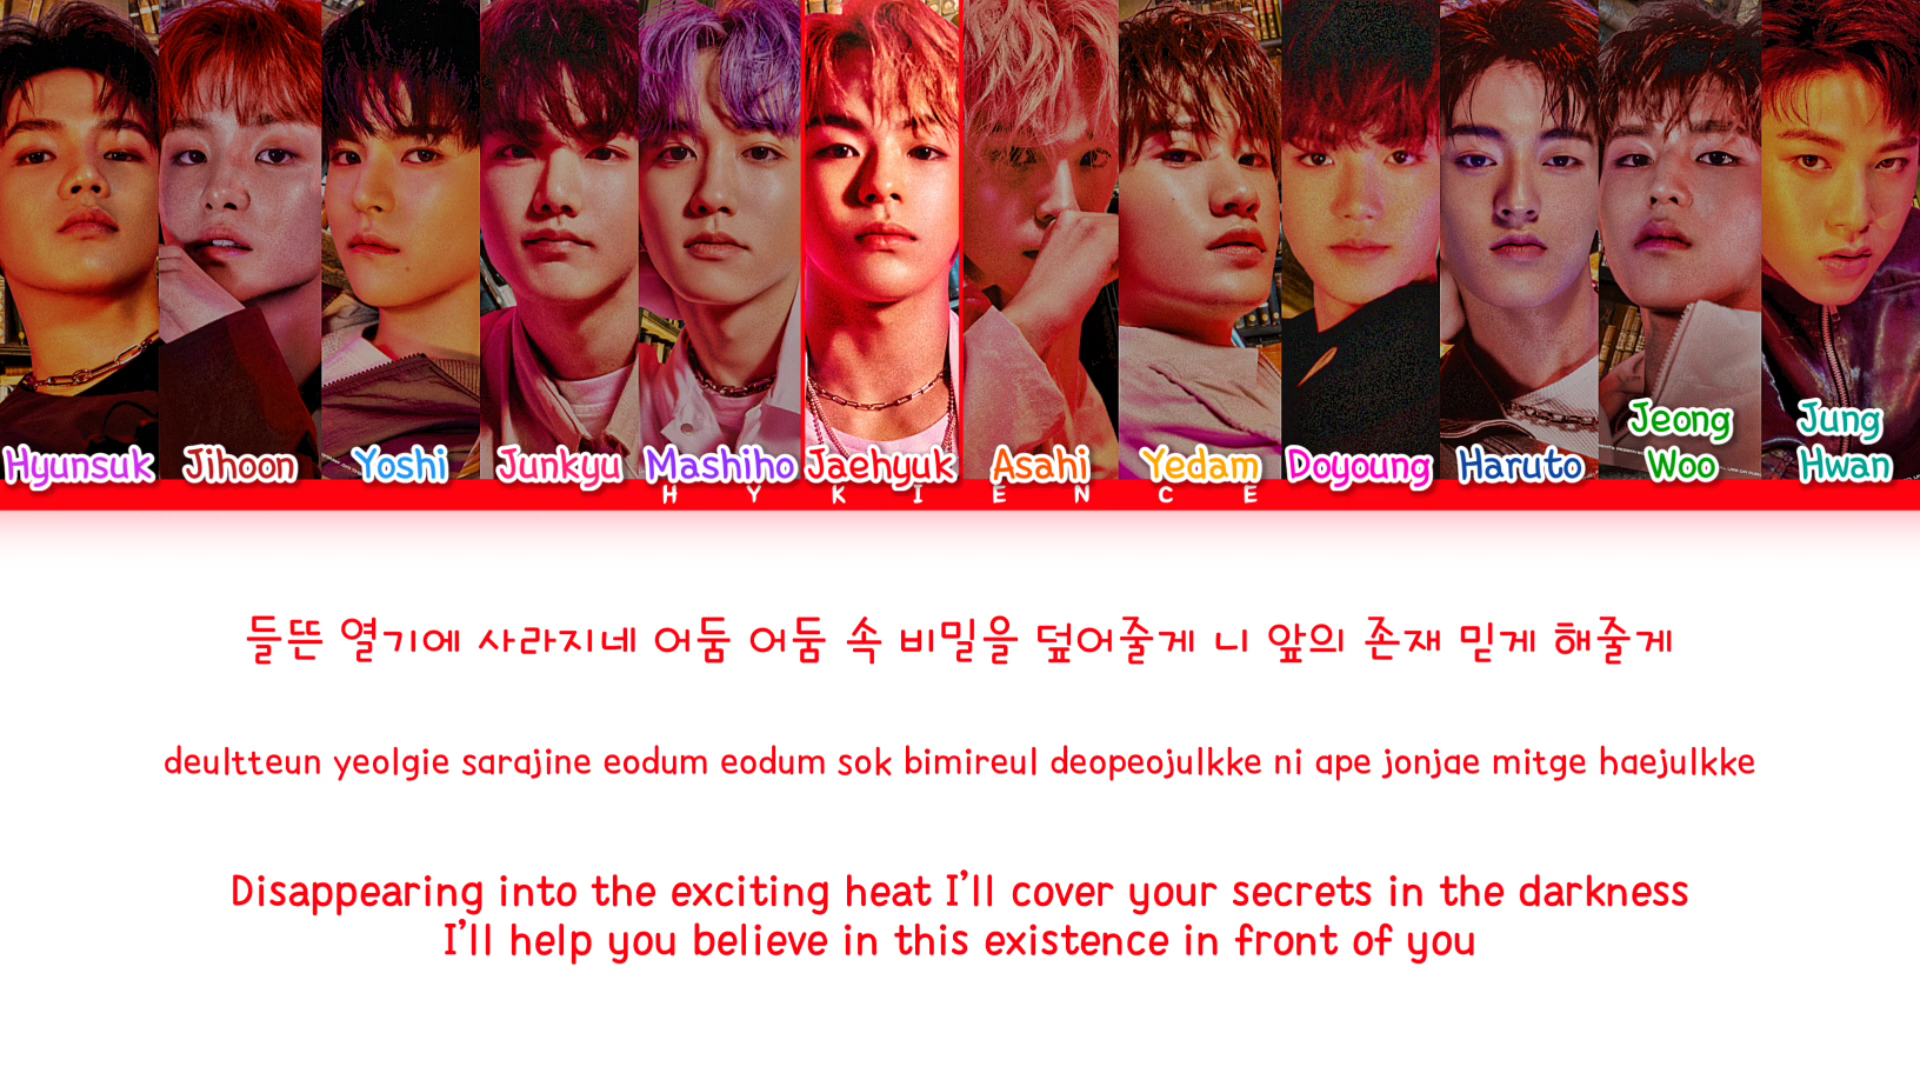 Hyunsuk Jihoon Yoshi Junkyu Mashiho Jaehyuk Asahi Yedam Doyoung Haruto Jeong Woo Jung Hwan
HYKIENCE
들뜬 열기에 사라지네 어둠 어둠 속 비밀을 덮어줄게 니 앞의 존재 믿게 해줄게
deultteun yeolgie sarajine eodum eodum sok bimireul deopeojulkke ni ape jonjae mitge haejulkke
Disappearing into the exciting heat I'll cover your secrets in the darkness
I'll help you believe in this existence in front of you